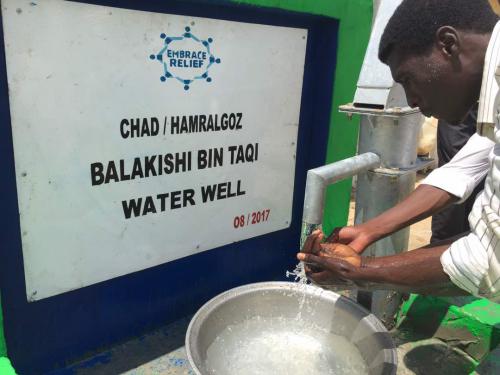 EMBRACE
RELIEF
CHAD / HAMRALGOZ
BALAKISHI BIN TAQI
WATER WELL
08 / 2017